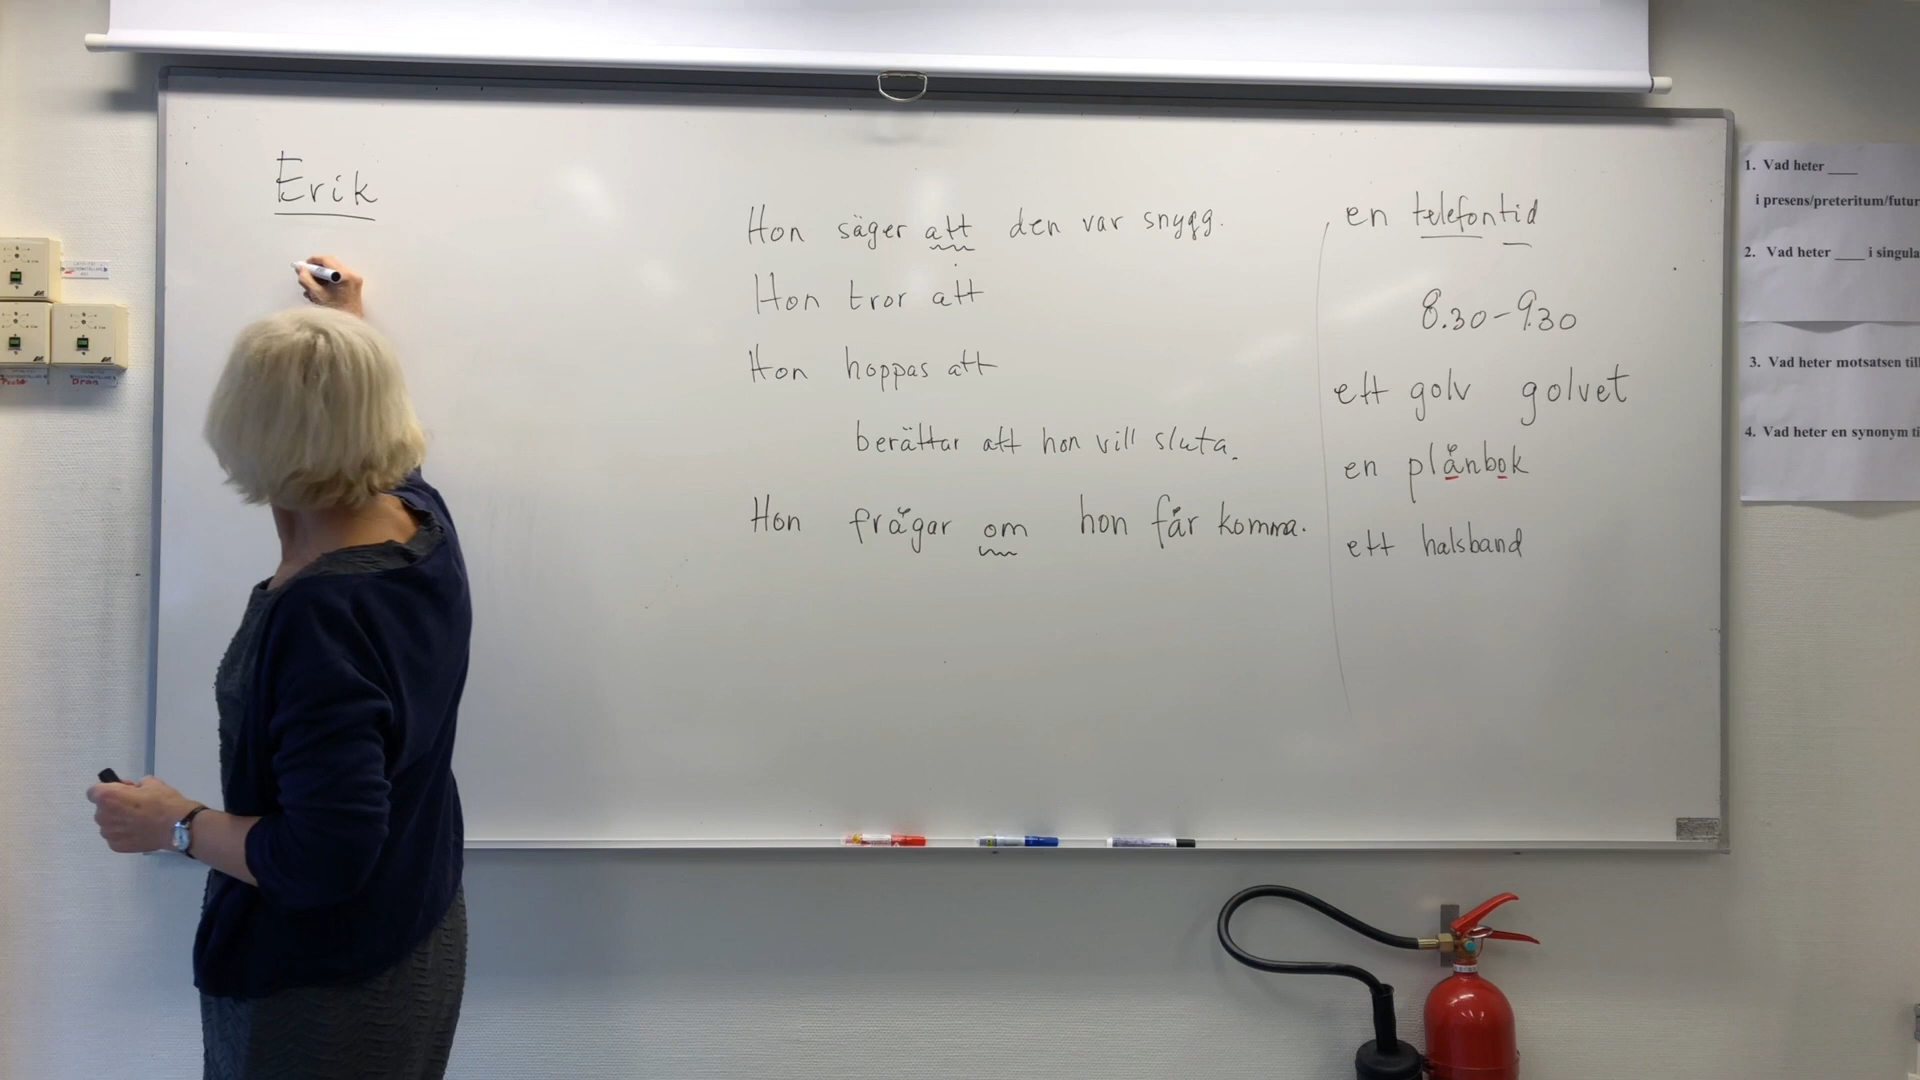 Erik
Hon säger att den var snygg.
Hon tror att
Hon hoppas att
berättar att hon vill sluta.
Hon frågar om hon får komma.
en telefontid
8.30-9.30
ett golv golvet
en plånbok
ett halsband
1. Vad heter ____
i presens/preteritum/futur
2. Vad heter ____ i singula
3. Vad heter motsatsen till
4. Vad heter en synonym ti